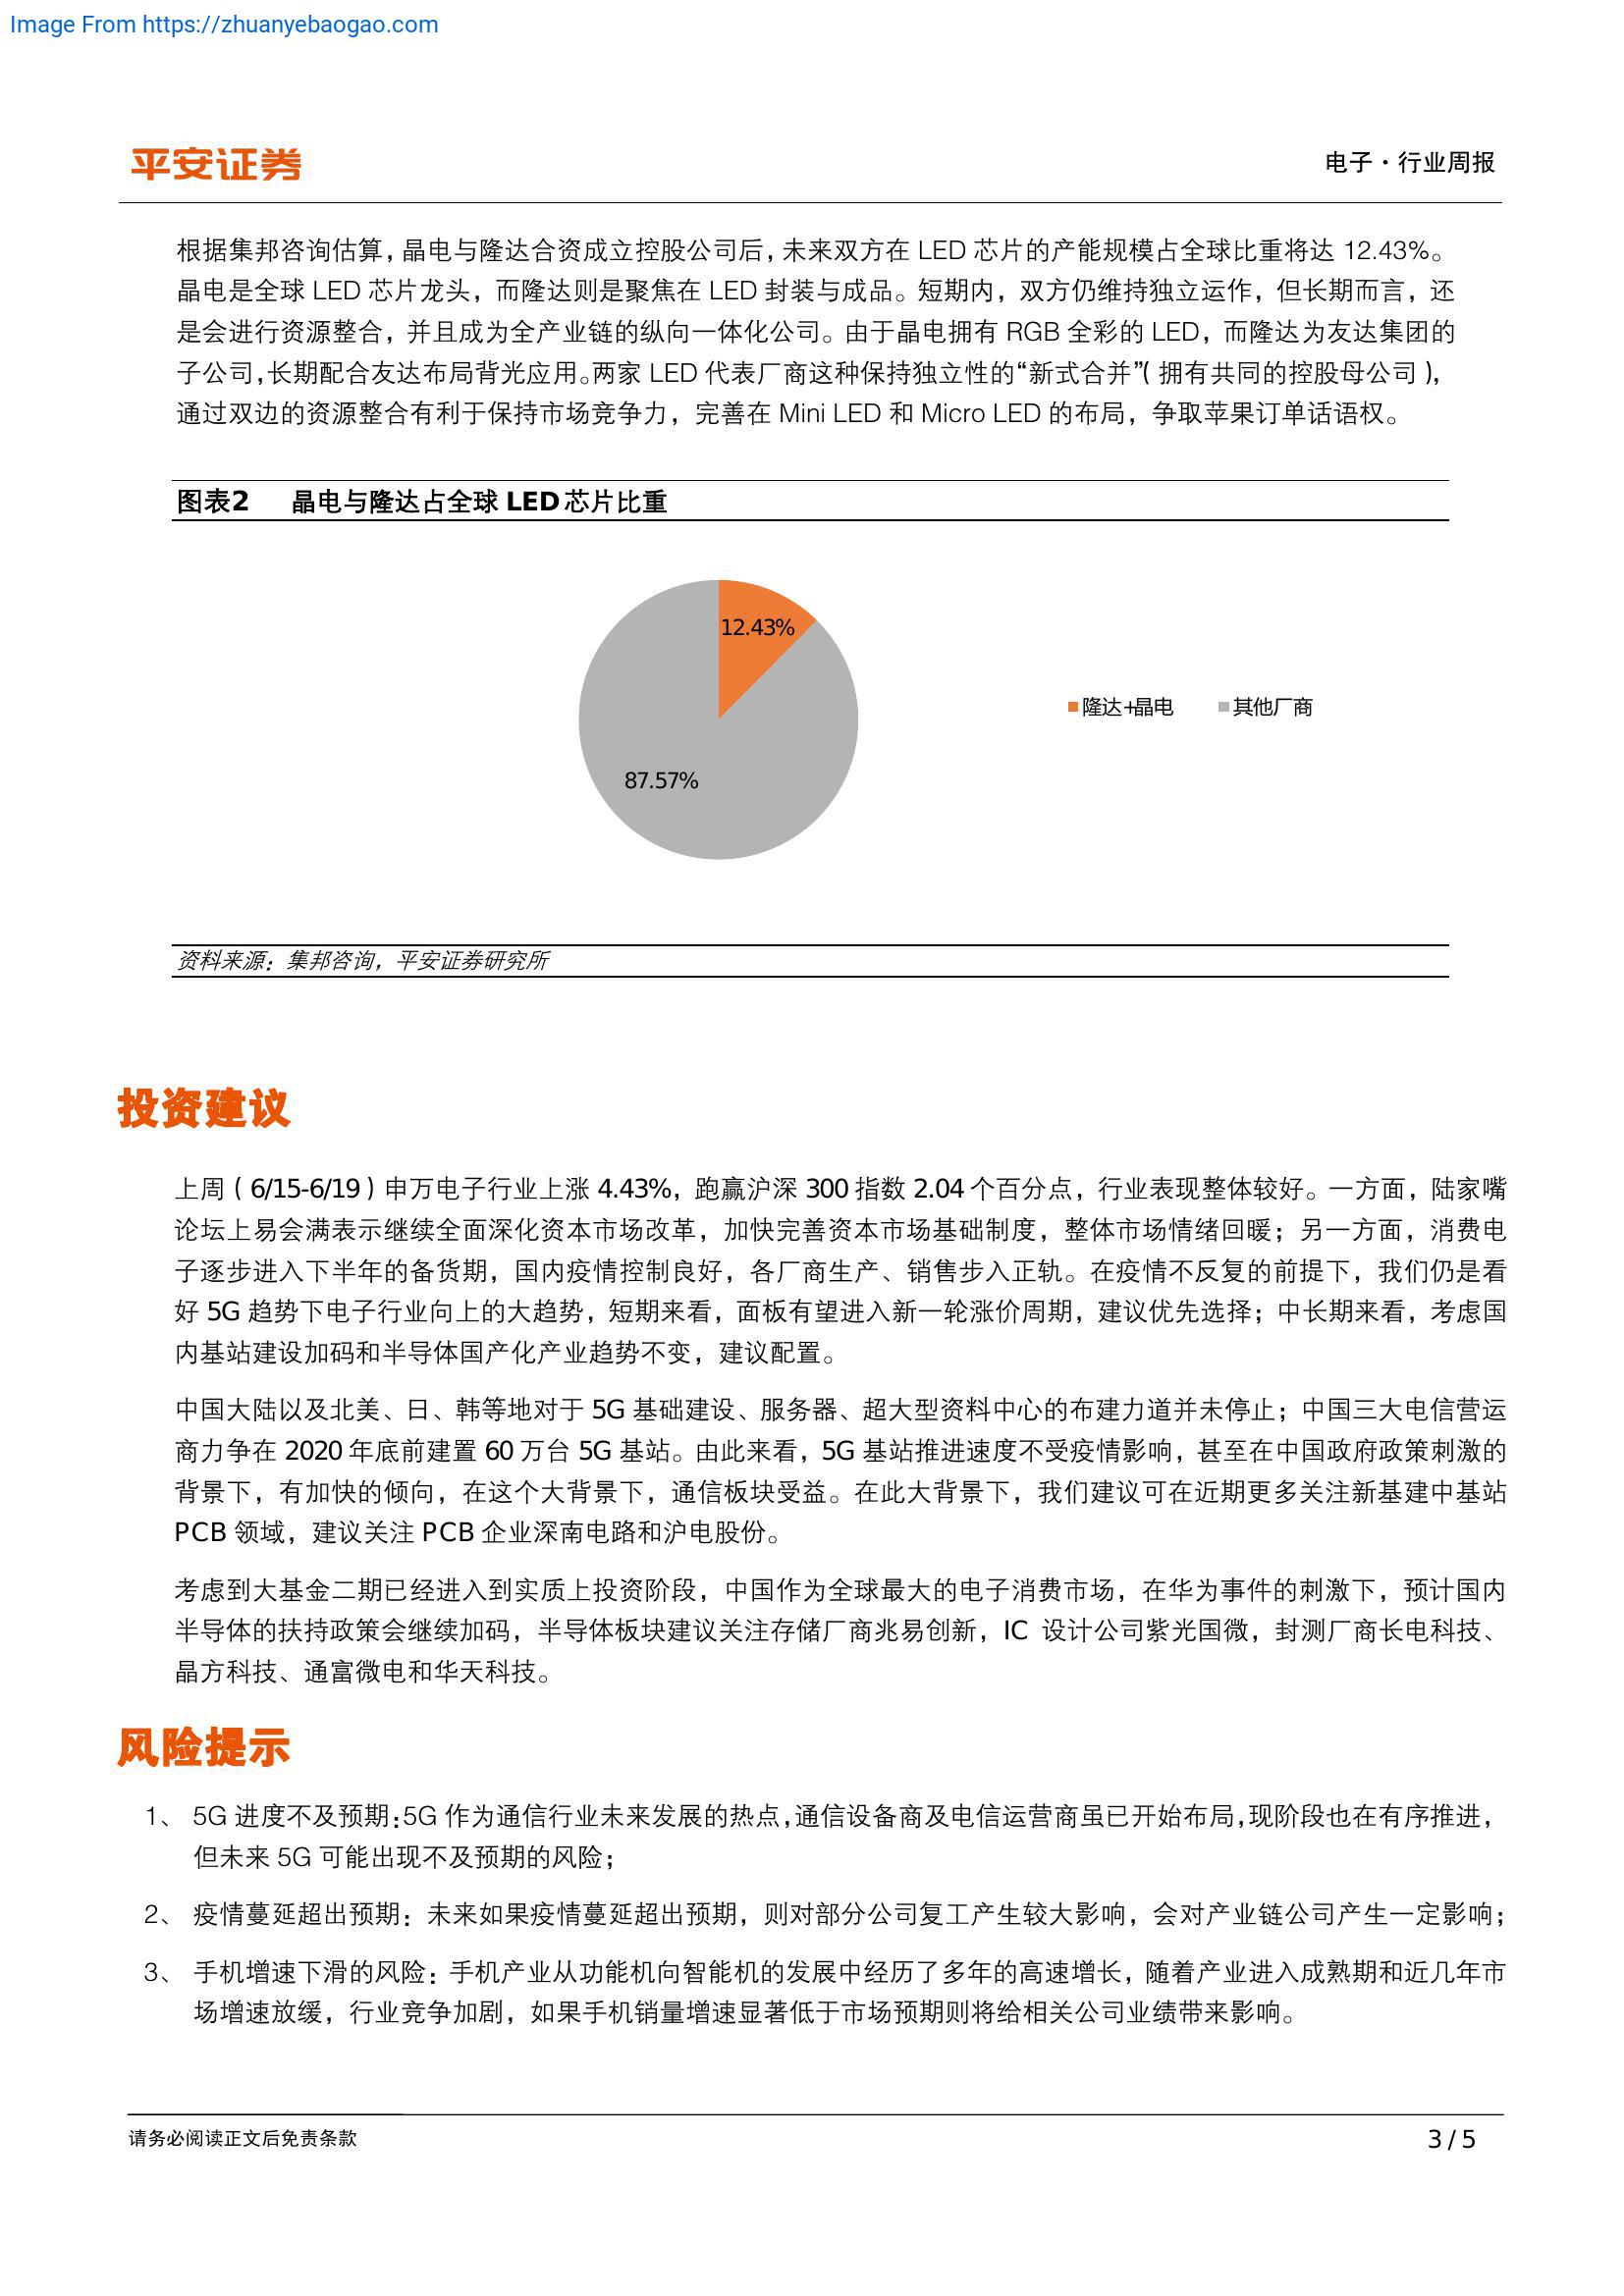 Image From https://zhuanyebaogao.com
平安证券
电子·行业周报
根据集邦咨询估算，晶电与隆达合资成立控股公司后，未来双方在 LED 芯片的产能规模占全球比重将达 12.43%。
晶电是全球 LED 芯片龙头，而隆达则是聚焦在 LED 封装与成品。短期内，双方仍维持独立运作，但长期而言，还
是会进行资源整合，并且成为全产业链的纵向一体化公司。由于晶电拥有 RGB 全彩的 LED，而隆达为友达集团的
子公司，长期配合友达布局背光应用。两家 LED 代表厂商这种保持独立性的“新式合并”（拥有共同的控股母公司），
通过双边的资源整合有利于保持市场竞争力，完善在 Mini LED 和 Micro LED 的布局，争取苹果订单话语权。
图表2 晶电与隆达占全球 LED 芯片比重
12.43%
87.57%
隆达+晶电 其他厂商
资料来源：集邦咨询，平安证券研究所
投资建议
上周（6/15-6/19）申万电子行业上涨 4.43%，跑赢沪深 300 指数 2.04 个百分点，行业表现整体较好。一方面，陆家嘴
论坛上易会满表示继续全面深化资本市场改革，加快完善资本市场基础制度，整体市场情绪回暖；另一方面，消费电
子逐步进入下半年的备货期，国内疫情控制良好，各厂商生产、销售步入正轨。在疫情不反复的前提下，我们仍是看
好 5G 趋势下电子行业向上的大趋势，短期来看，面板有望进入新一轮涨价周期，建议优先选择；中长期来看，考虑国
内基站建设加码和半导体国产化产业趋势不变，建议配置。
中国大陆以及北美、日、韩等地对于 5G 基础建设、服务器、超大型资料中心的布建力道并未停止；中国三大电信营运
商力争在 2020 年底前建置 60 万台 5G 基站。由此来看，5G 基站推进速度不受疫情影响，甚至在中国政府政策刺激的
背景下，有加快的倾向，在这个大背景下，通信板块受益。在此大背景下，我们建议可在近期更多关注新基建中基站
PCB 领域，建议关注 PCB 企业深南电路和沪电股份。
考虑到大基金二期已经进入到实质上投资阶段，中国作为全球最大的电子消费市场，在华为事件的刺激下，预计国内
半导体的扶持政策会继续加码，半导体板块建议关注存储厂商兆易创新，IC 设计公司紫光国微，封测厂商长电科技、
晶方科技、通富微电和华天科技。
风险提示
1、 5G 进度不及预期：5G 作为通信行业未来发展的热点，通信设备商及电信运营商虽已开始布局，现阶段也在有序推进，
但未来 5G 可能出现不及预期的风险；
2、 疫情蔓延超出预期：未来如果疫情蔓延超出预期，则对部分公司复工产生较大影响，会对产业链公司产生一定影响；
3、 手机增速下滑的风险：手机产业从功能机向智能机的发展中经历了多年的高速增长，随着产业进入成熟期和近几年市
场增速放缓，行业竞争加剧，如果手机销量增速显著低于市场预期则将给相关公司业绩带来影响。
请务必阅读正文后免责条款
3 / 5